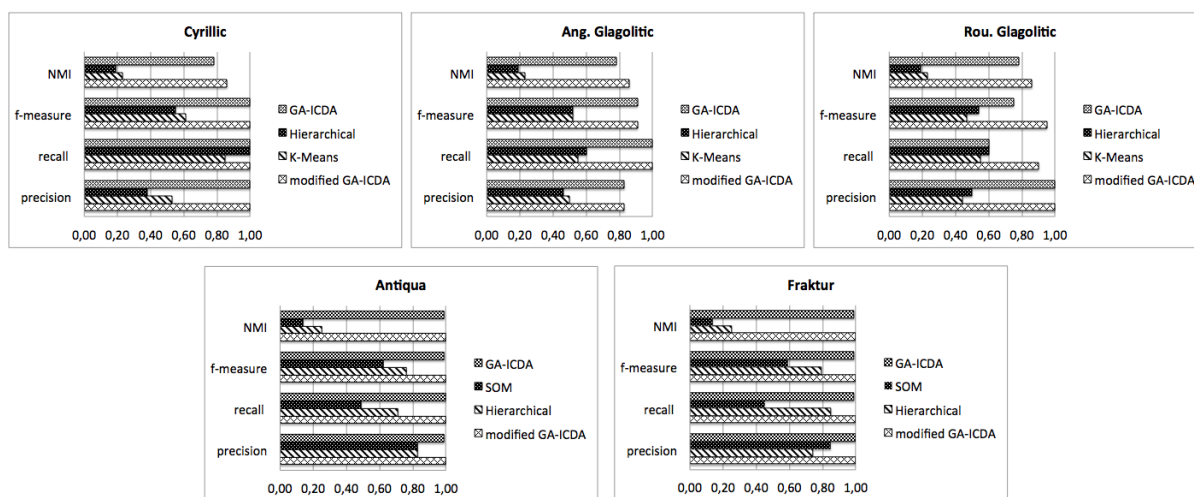 Cyrillic
NMI
f-measure
recall
precision
0,00 0,20 0,40 0,60 0,80 1,00
GA-ICDA
Hierarchical
K-Means
modified GA-ICDA
Ang. Glagolitic
NMI
f-measure
recall
precision
0,00 0,20 0,40 0,60 0,80 1,00
GA-ICDA
Hierarchical
K-Means
modified GA-ICDA
Rou. Glagolitic
NMI
f-measure
recall
precision
0,00 0,20 0,40 0,60 0,80 1,00
GA-ICDA
Hierarchical
K-Means
modified GA-ICDA
Antiqua
NMI
f-measure
recall
precision
0,00 0,20 0,40 0,60 0,80 1,00
GA-ICDA
SOM
Hierarchical
modified GA-ICDA
Fraktur
NMI
f-measure
recall
precision
0,00 0,20 0,40 0,60 0,80 1,00
GA-ICDA
SOM
Hierarchical
modified GA-ICDA